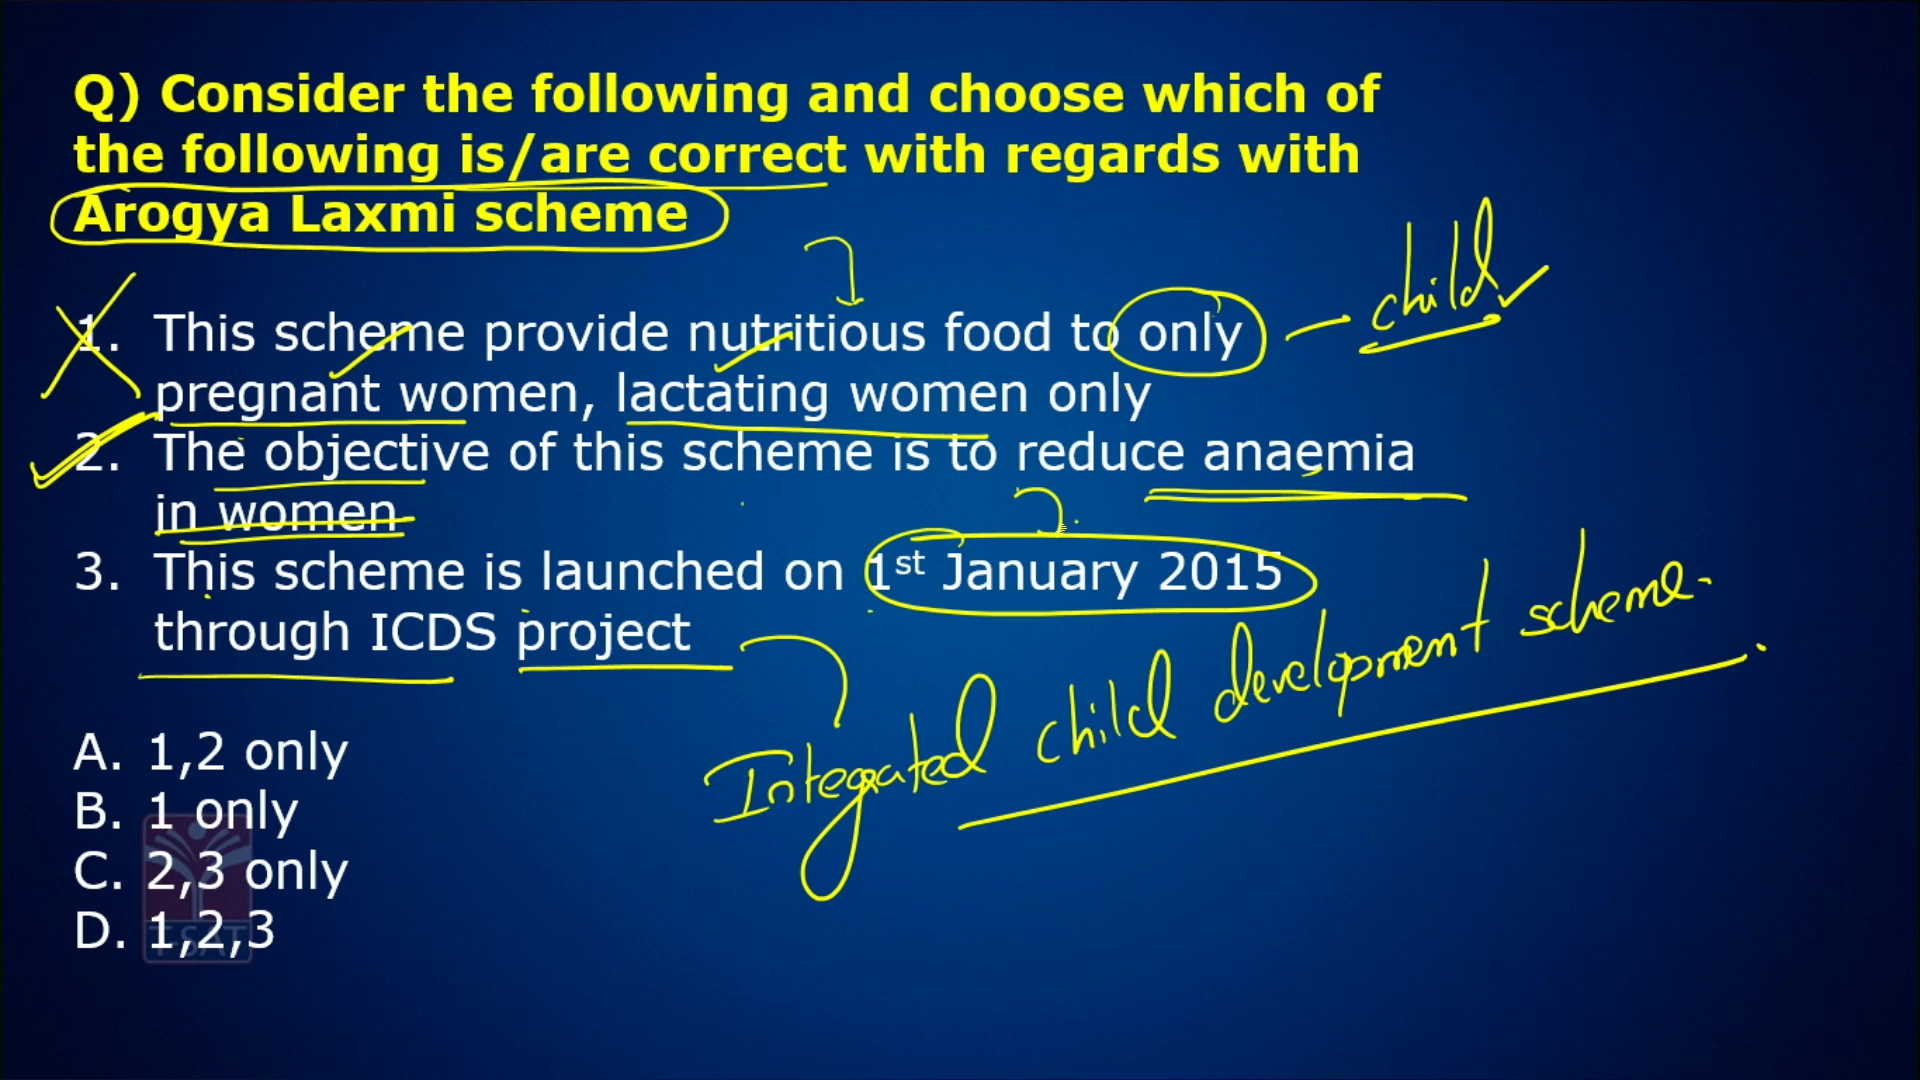 Q) Consider the following and choose which of
the following is/are correct with regards with
Arogya Laxmi scheme
1. This scheme provide nutritious food to only
pregnant women, lactating women only
child
2. The objective of this scheme is to reduce anaemia
in women
3. This scheme is launched on 1st January 2015
through ICDS project
Integrated child development scheme.
A. 1,2 only
B. 1 only
C. 2,3 only
D. 1,2,3
T-SAT